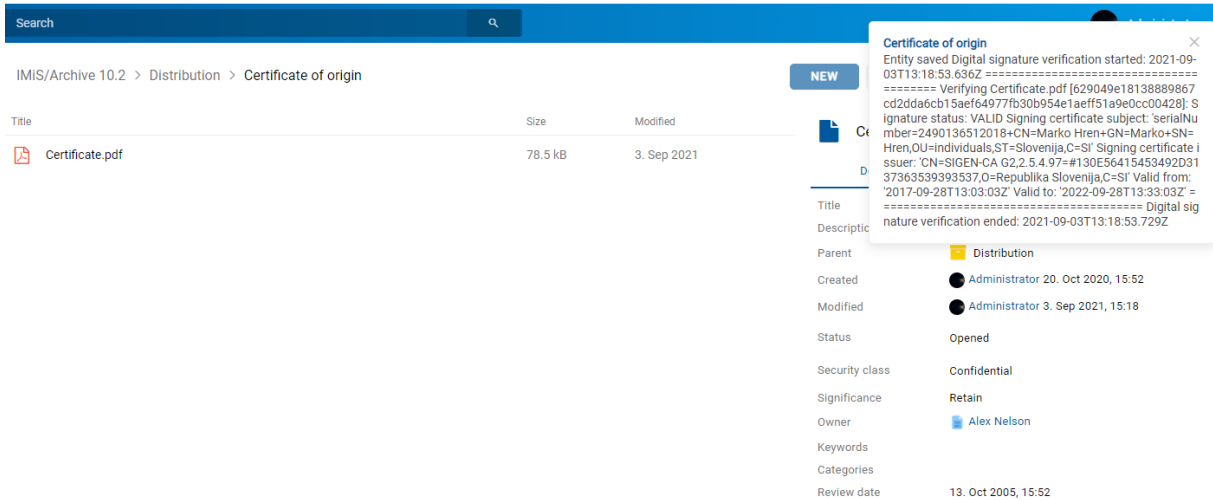 Search
IMiS/Archive 10.2 > Distribution > Certificate of origin
NEW
Title Size Modified
Certificate.pdf 78.5 kB 3. Sep 2021
Certificate of origin
Entity saved Digital signature verification started: 2021-09-
03T13:18:53.636Z ================================
======== Verifying Certificate.pdf [629049e18138889867
cd2dda6cb15aef64977fb30b954e1aeff51a9e0cc00428]: S
ignature status: VALID Signing certificate subject: 'serialNu
mber=2490136512018+CN=Marko Hren+GN=Marko+SN=
Hren,OU=individuals,ST=Slovenija,C=SI' Signing certificate i
ssuer: 'CN=SIGEN-CA G2,2.5.4.97=#130E56415453492D31
37363539393537,O=Republika Slovenija,C=SI' Valid from:
'2017-09-28T13:03:03Z' Valid to: '2022-09-28T13:33:03Z' =
======================================= Digital sig
nature verification ended: 2021-09-03T13:18:53.729Z
Title
Parent Distribution
Created Administrator 20. Oct 2020, 15:52
Modified Administrator 3. Sep 2021, 15:18
Status Opened
Security class Confidential
Significance Retain
Owner Alex Nelson
Keywords
Categories
Review date 13. Oct 2005, 15:52